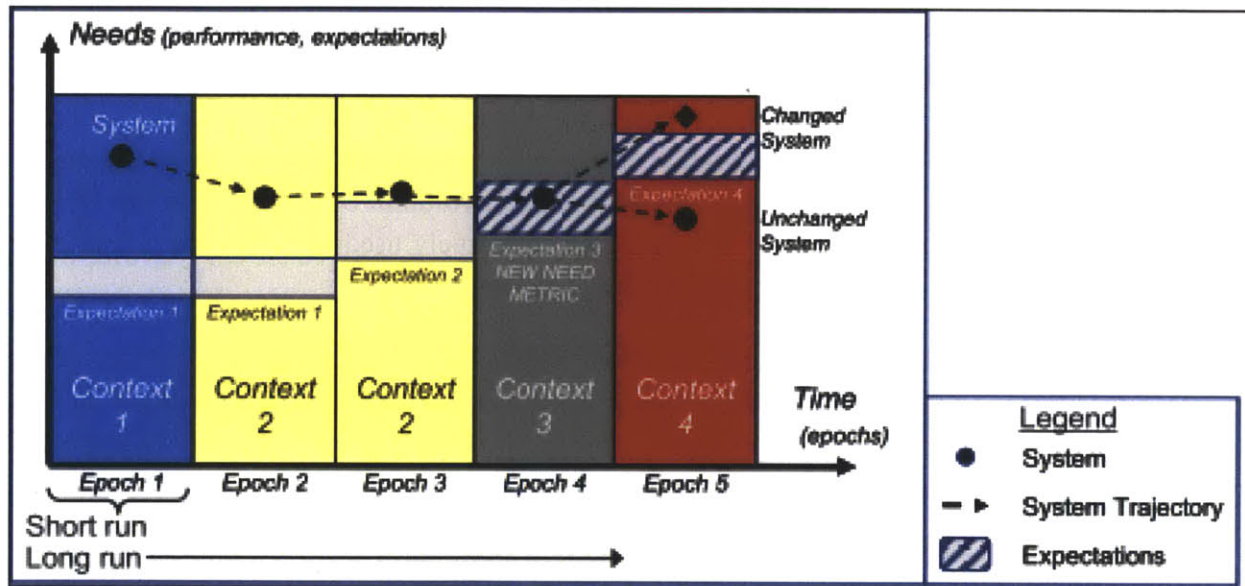 Needs (performance, expectations)
System
Changed
System
Unchanged
System
Expectation 1
Expectation 1
Expectation 2
Expectation 3
NEW NEED
METRIC
Expectation 4
Context
1
Context
2
Context
2
Context
3
Context
4
Time
(epochs)
Epoch 1
Epoch 2
Epoch 3
Epoch 4
Epoch 5
Short run
Long run
Legend
System
System Trajectory
Expectations